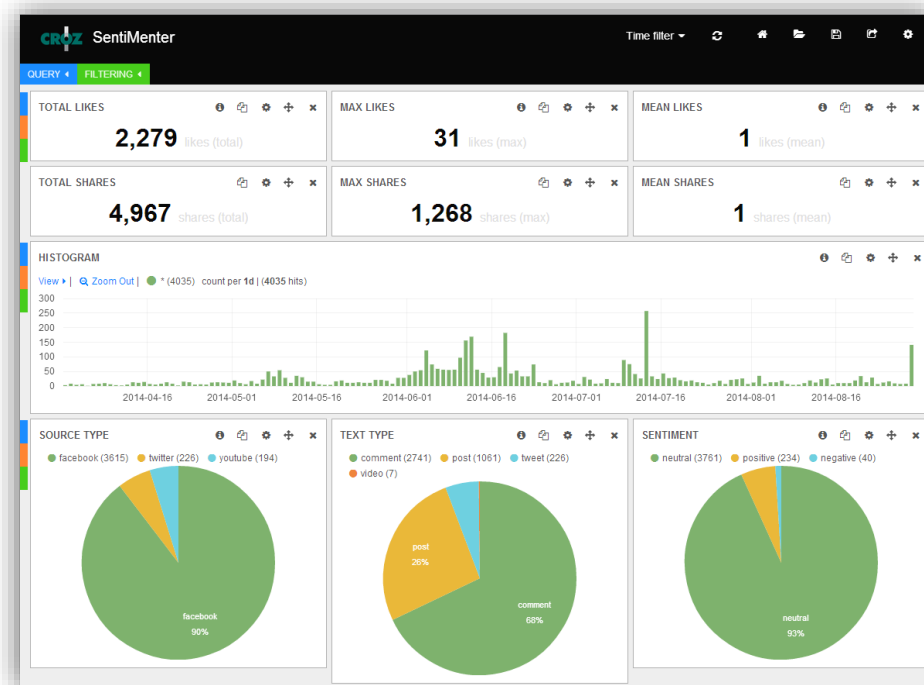 CROZ SentiMenter
Time filter
QUERY FILTERING
TOTAL LIKES
2,279 likes (total)
MAX LIKES
31 likes (max)
MEAN LIKES
1 likes (mean)
TOTAL SHARES
4,967 shares (total)
MAX SHARES
1,268 shares (max)
MEAN SHARES
1 shares (mean)
HISTOGRAM
View | Zoom Out | * (4035) count per 1d | (4035 hits)
300
250
200
150
100
50
0
2014-04-16 2014-05-01 2014-05-16 2014-06-01 2014-06-16 2014-07-01 2014-07-16 2014-08-01 2014-08-16
SOURCE TYPE
facebook (3615) twitter (226) youtube (194)
facebook
90%
TEXT TYPE
comment (2741) post (1061) tweet (226)
video (7)
post
26%
comment
68%
SENTIMENT
neutral (3761) positive (234) negative (40)
neutral
93%